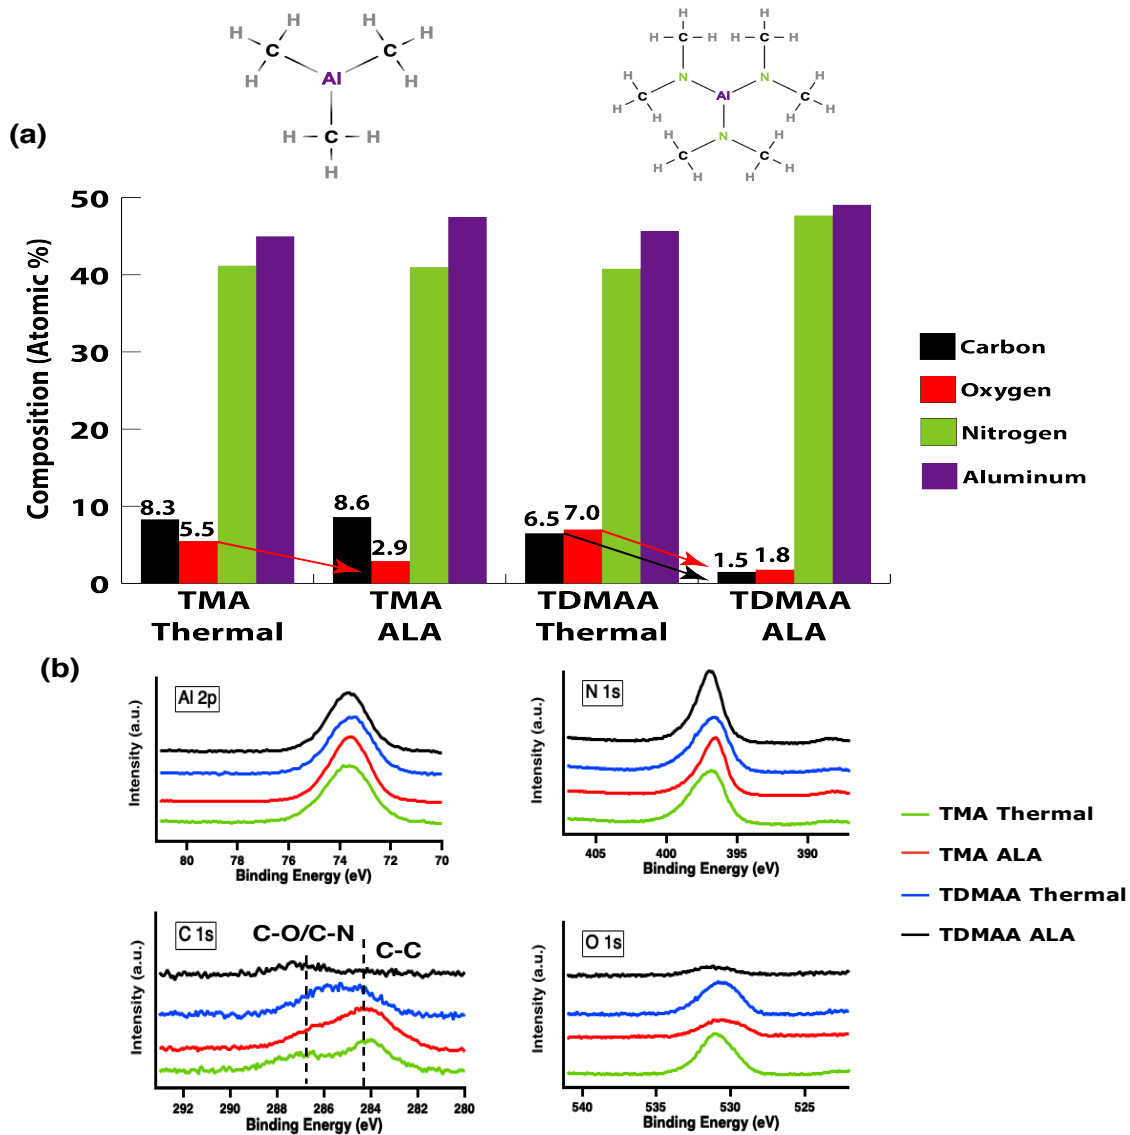 H H H H
H C C H
H Al H
H C H
H
H H
H C H H C H
H N N H
H C Al C H
H H H H
H N H
H C C H
H H
(a)
50
40
30
20
10
0
Composition (Atomic %)
8.3
5.5
8.6
2.9
6.5
7.0
1.5
1.8
TMA
Thermal
TMA
ALA
TDMAA
Thermal
TDMAA
ALA
Carbon
Oxygen
Nitrogen
Aluminum
(b)
Al 2p
Intensity (a.u.)
80 78 76 74 72 70
Binding Energy (eV)
N 1s
Intensity (a.u.)
405 400 395 390
Binding Energy (eV)
C 1s
C-O/C-N
C-C
Intensity (a.u.)
292 290 288 286 284 282 280
Binding Energy (eV)
O 1s
Intensity (a.u.)
540 535 530 525
Binding Energy (eV)
TMA Thermal
TMA ALA
TDMAA Thermal
TDMAA ALA